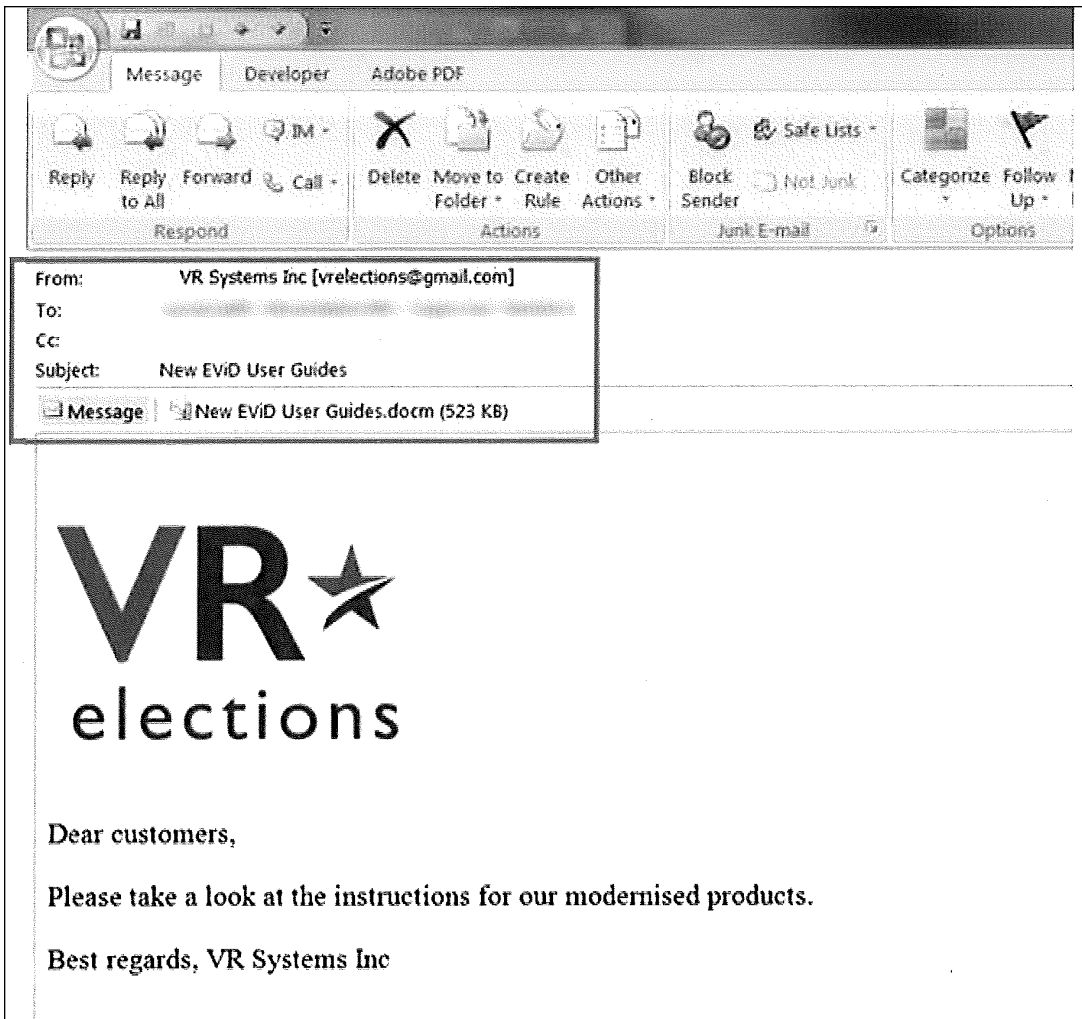 Message Developer Adobe PDF
Reply Reply to All Forward IM Call Delete Move to Folder Create Rule Other Actions Block Sender Safe Lists Not Junk Categorize Follow Up
Respond Actions Junk E-mail Options
From: VR Systems Inc [vrelections@gmail.com]
To:
Cc:
Subject: New EViD User Guides
Message New EViD User Guides.docm (523 KB)
VR
elections
Dear customers,
Please take a look at the instructions for our modernised products.
Best regards, VR Systems Inc